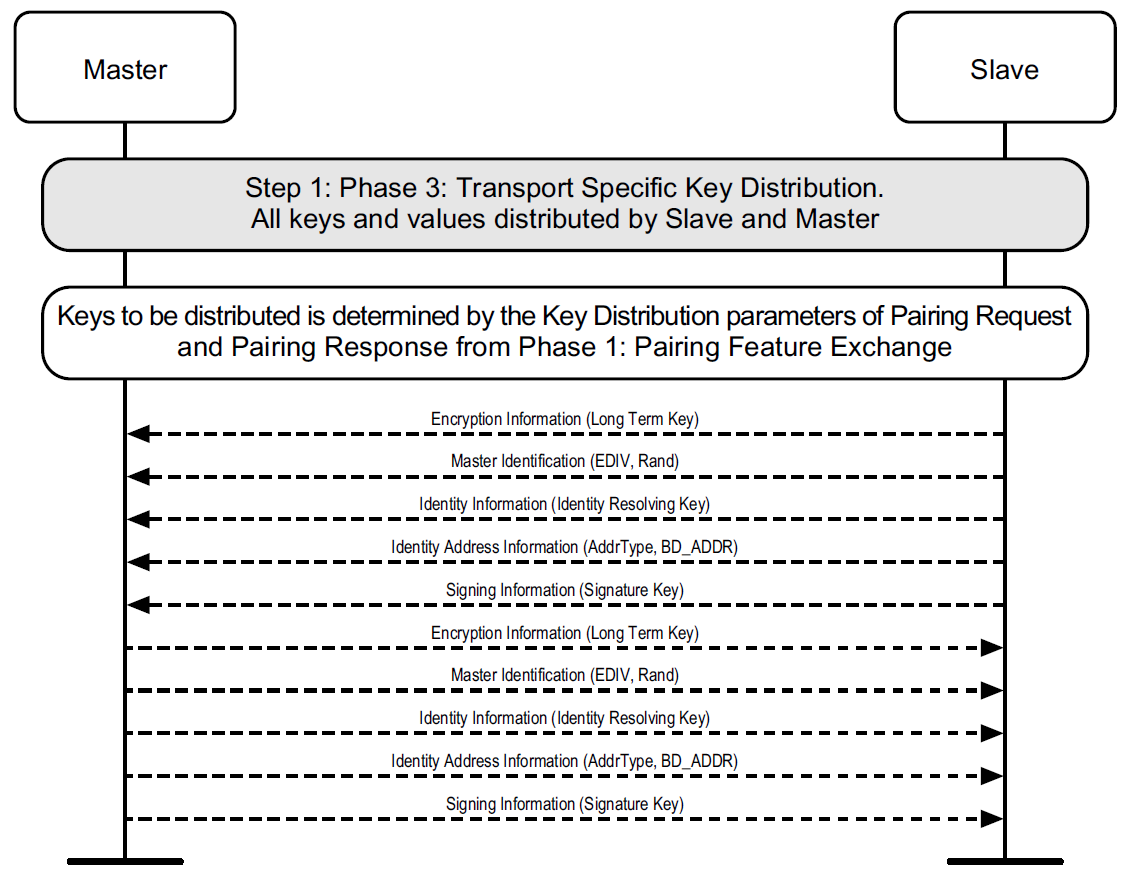 Master
Slave
Step 1: Phase 3: Transport Specific Key Distribution.
All keys and values distributed by Slave and Master
Keys to be distributed is determined by the Key Distribution parameters of Pairing Request
and Pairing Response from Phase 1: Pairing Feature Exchange
Encryption Information (Long Term Key)
Master Identification (EDIV, Rand)
Identity Information (Identity Resolving Key)
Identity Address Information (AddrType, BD_ADDR)
Signing Information (Signature Key)
Encryption Information (Long Term Key)
Master Identification (EDIV, Rand)
Identity Information (Identity Resolving Key)
Identity Address Information (AddrType, BD_ADDR)
Signing Information (Signature Key)